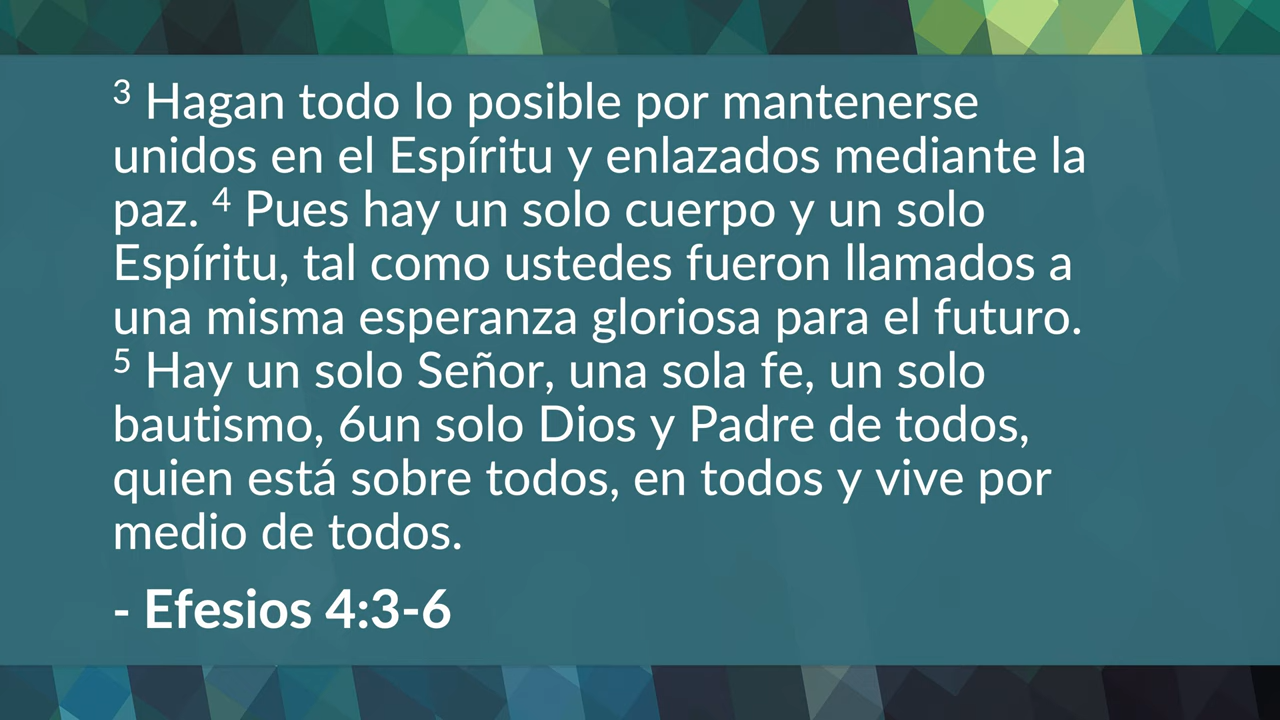 3 Hagan todo lo posible por mantenerse
unidos en el Espíritu y enlazados mediante la
paz. 4 Pues hay un solo cuerpo y un solo
Espíritu, tal como ustedes fueron llamados a
una misma esperanza gloriosa para el futuro.
5 Hay un solo Señor, una sola fe, un solo
bautismo, 6un solo Dios y Padre de todos,
quien está sobre todos, en todos y vive por
medio de todos.
- Efesios 4:3-6